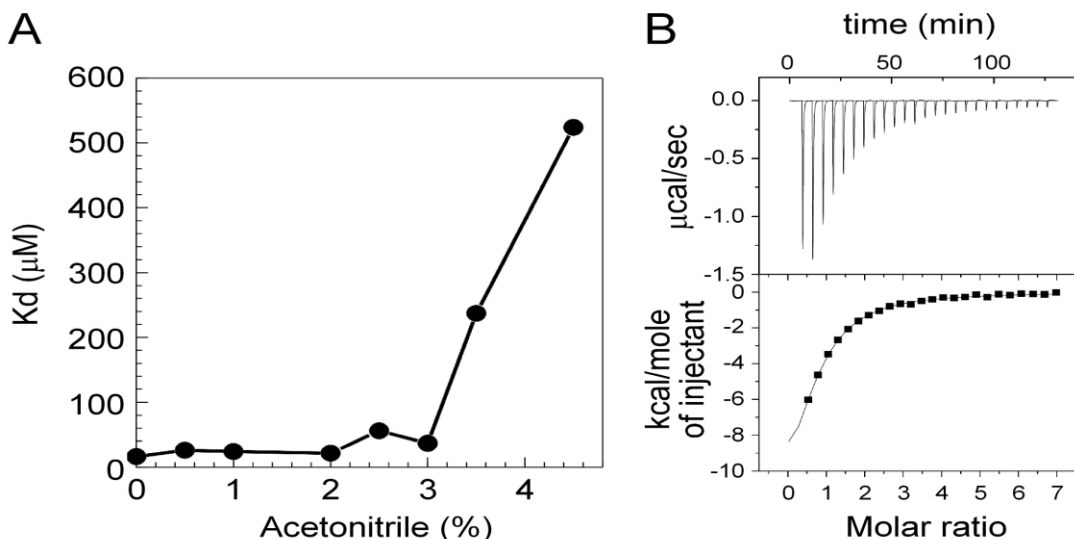 A
600
500
400
300
200
100
0
Kd (μM)
0 1 2 3 4
Acetonitrile (%)
B
time (min)
0 50 100
0.0
-0.5
-1.0
-1.5
μcal/sec
0
-2
-4
-6
-8
-10
kcal/mole
of injectant
0 1 2 3 4 5 6 7
Molar ratio